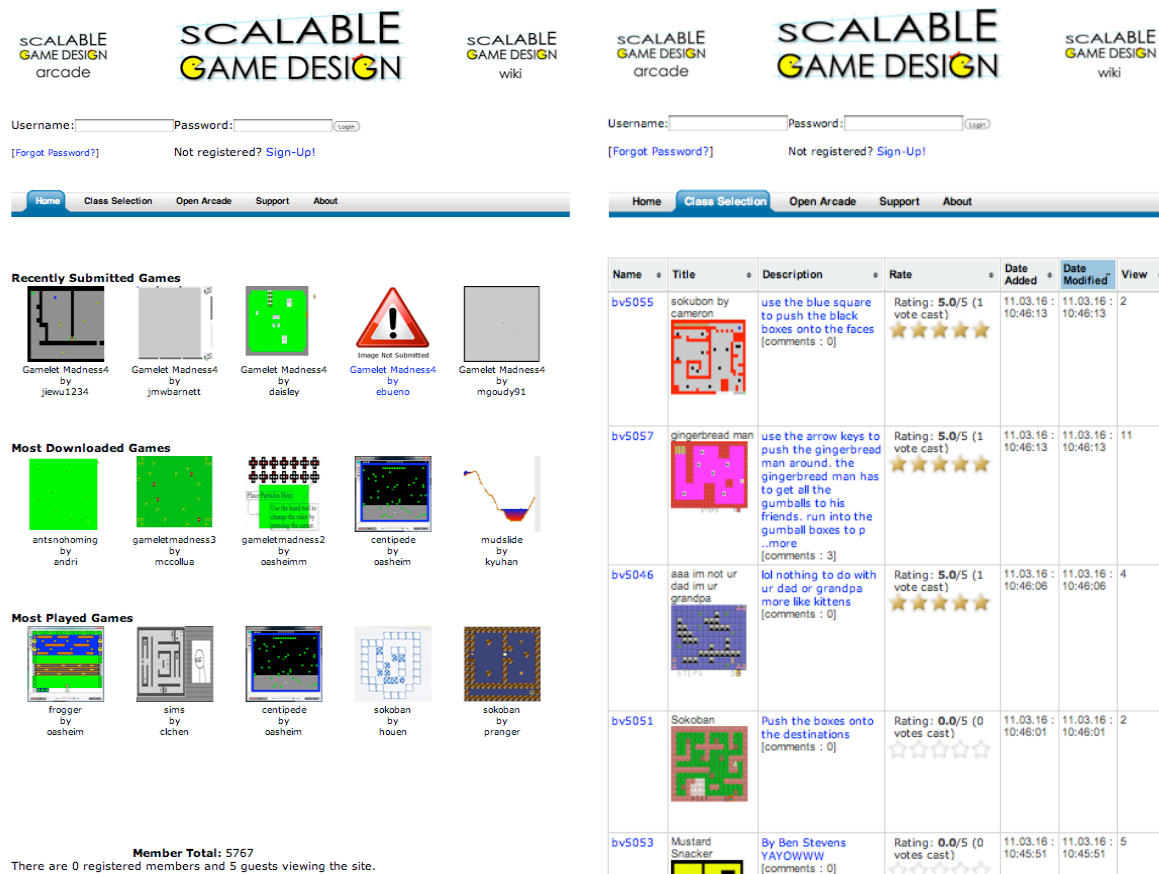 SCALABLE
GAME DESIGN
arcade
SCALABLE
GAME DESIGN
SCALABLE
GAME DESIGN
wiki
Username: Password: Login
[Forgot Password?] Not registered? Sign-Up!
Home Class Selection Open Arcade Support About
Recently Submitted Games
Image Not Submitted
Gamelet Madness4 Gamelet Madness4 Gamelet Madness4 Gamelet Madness4 Gamelet Madness4
by by by by by
jiewu1234 jmwbarnett daisley ebueno mgoudy91
Most Downloaded Games
Place Particles Here
Use the hand tool to
change the rules by
pressing the center.
antsnohoming gameletmadness3 gameletmadness2 centipede mudslide
by by by by by
andri mccollua oasheimm oasheim kyuhan
Most Played Games
frogger sims centipede sokoban sokoban
by by by by by
oasheim clchen oasheim houen pranger
Member Total: 5767
There are 0 registered members and 5 guests viewing the site.
SCALABLE
GAME DESIGN
arcade
SCALABLE
GAME DESIGN
SCALABLE
GAME DESIGN
wiki
Username: Password: Login
[Forgot Password?] Not registered? Sign-Up!
Home Class Selection Open Arcade Support About
Name Title Description Rate Date Added Date Modified View
bv5055
sokubon by
cameron
use the blue square
to push the black
boxes onto the faces
[comments : 0]
Rating: 5.0/5 (1
vote cast)
11.03.16 :
10:46:13
11.03.16 :
10:46:13
2
bv5057
gingerbread man
STEPS
use the arrow keys to
push the gingerbread
man around. the
gingerbread man has
to get all the
gumballs to his
friends. run into the
gumball boxes to p
..more
[comments : 3]
Rating: 5.0/5 (1
vote cast)
11.03.16 :
10:46:13
11.03.16 :
10:46:13
11
bv5046
aaa im not ur
dad im ur
grandpa
STEPS
lol nothing to do with
ur dad or grandpa
more like kittens
[comments : 0]
Rating: 5.0/5 (1
vote cast)
11.03.16 :
10:46:06
11.03.16 :
10:46:06
4
bv5051
Sokoban
Push the boxes onto
the destinations
[comments : 0]
Rating: 0.0/5 (0
votes cast)
11.03.16 :
10:46:01
11.03.16 :
10:46:01
2
bv5053
Mustard
Snacker
By Ben Stevens
YAYOWWW
[comments : 0]
Rating: 0.0/5 (0
votes cast)
11.03.16 :
10:45:51
11.03.16 :
10:45:51
5